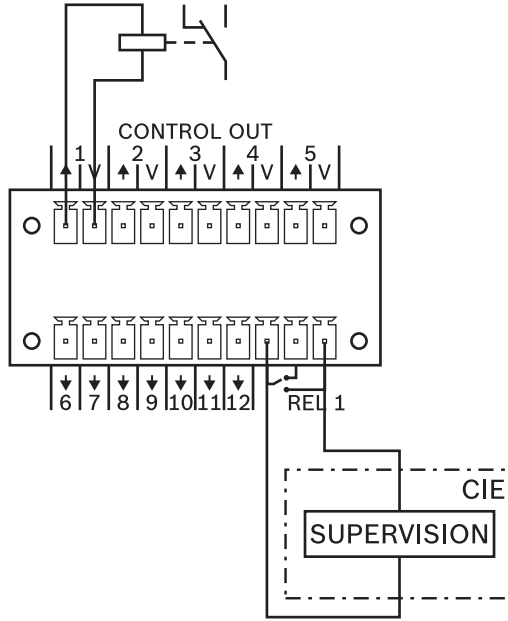 CONTROL OUT
1 2 3 4 5
V V V V V
6 7 8 9 10 11 12 REL 1
CIE
SUPERVISION